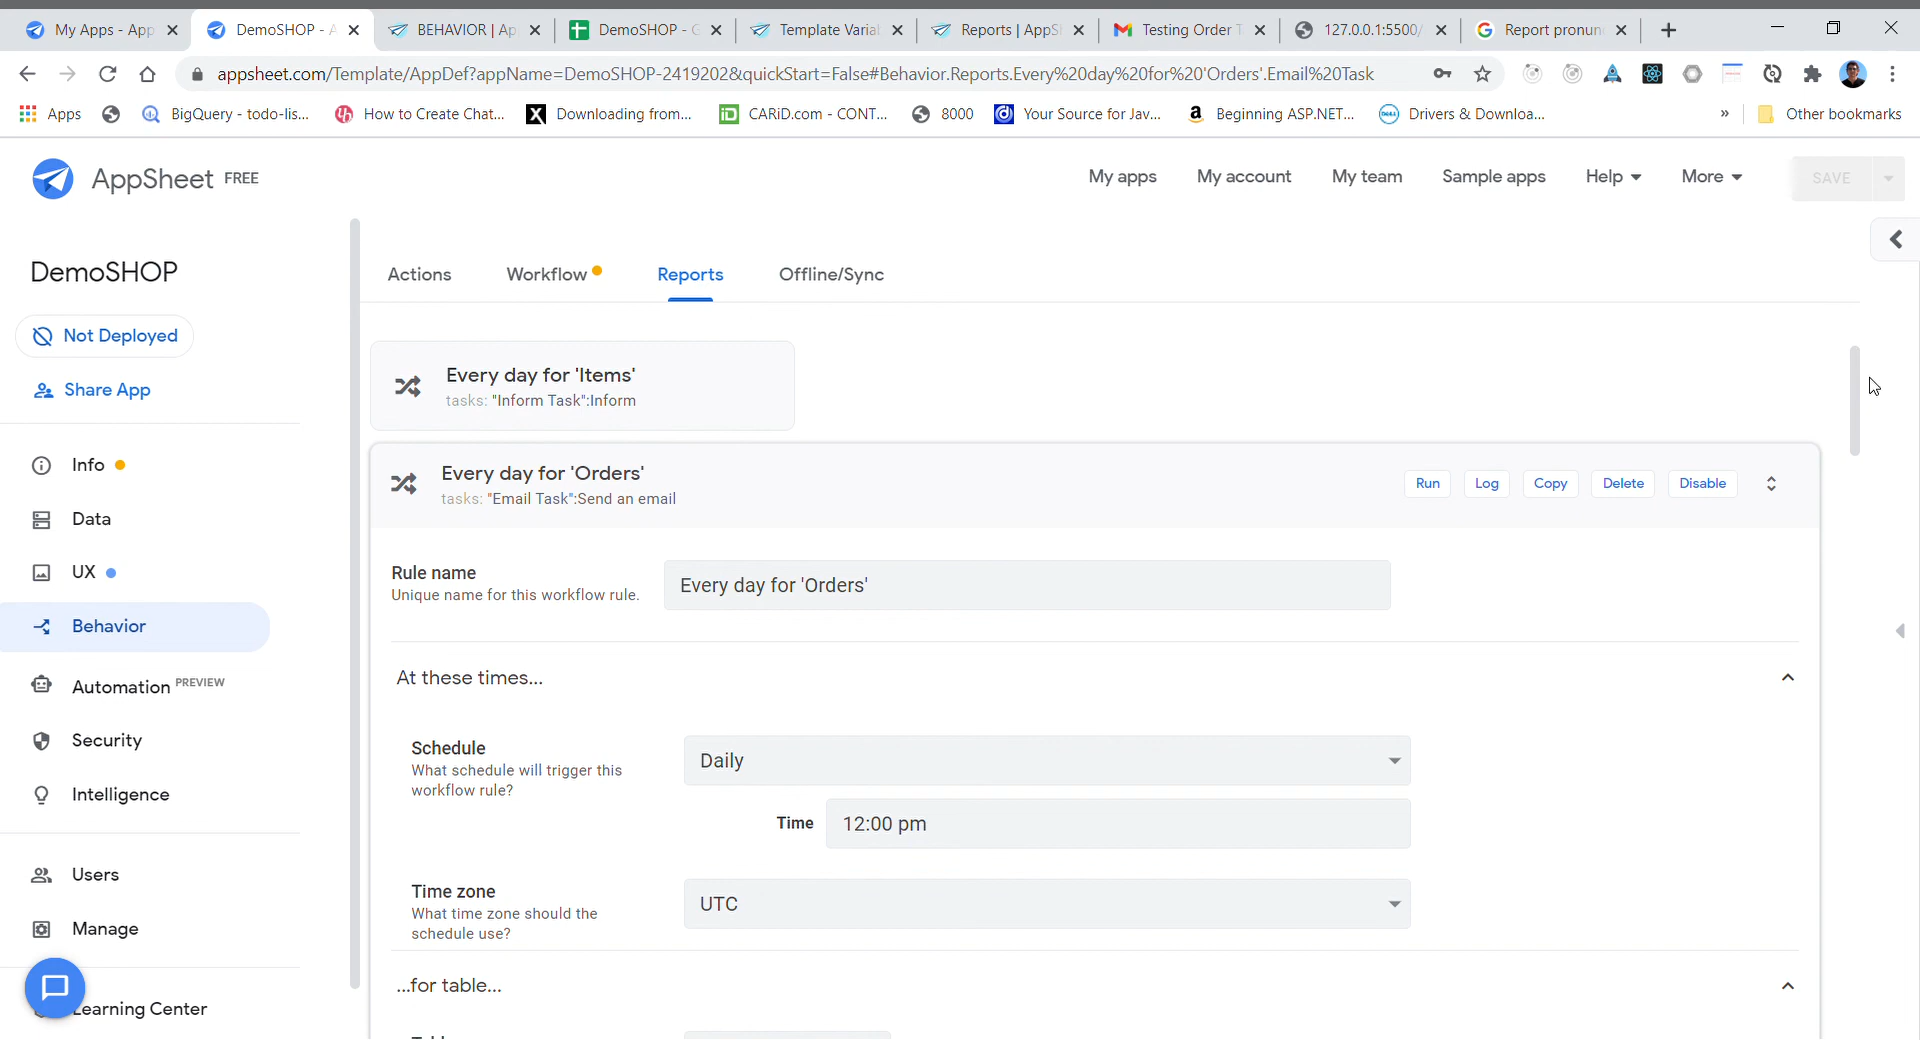 My Apps - App
DemoSHOP - A
BEHAVIOR | Ap
DemoSHOP - C
Template Varia
Reports | AppS
Testing Order T
127.0.0.1:5500/
Report pronun
appsheet.com/Template/AppDef?appName=DemoSHOP-2419202&quickStart=False#Behavior.Reports.Every%20day%20for%20'Orders'.Email%20Task
Apps
BigQuery - todo-lis...
How to Create Chat...
Downloading from...
CARiD.com - CONT...
8000
Your Source for Jav...
Beginning ASP.NET...
Drivers & Downloa...
»
Other bookmarks
AppSheet FREE
My apps
My account
My team
Sample apps
Help
More
SAVE
DemoSHOP
Not Deployed
Share App
Info
Data
UX
Behavior
Automation PREVIEW
Security
Intelligence
Users
Manage
Learning Center
Actions
Workflow
Reports
Offline/Sync
Every day for 'Items'
tasks: "Inform Task":Inform
Every day for 'Orders'
tasks: "Email Task":Send an email
Run
Log
Copy
Delete
Disable
Rule name
Unique name for this workflow rule.
Every day for 'Orders'
At these times...
Schedule
What schedule will trigger this
workflow rule?
Daily
Time
12:00 pm
Time zone
What time zone should the
schedule use?
UTC
...for table...